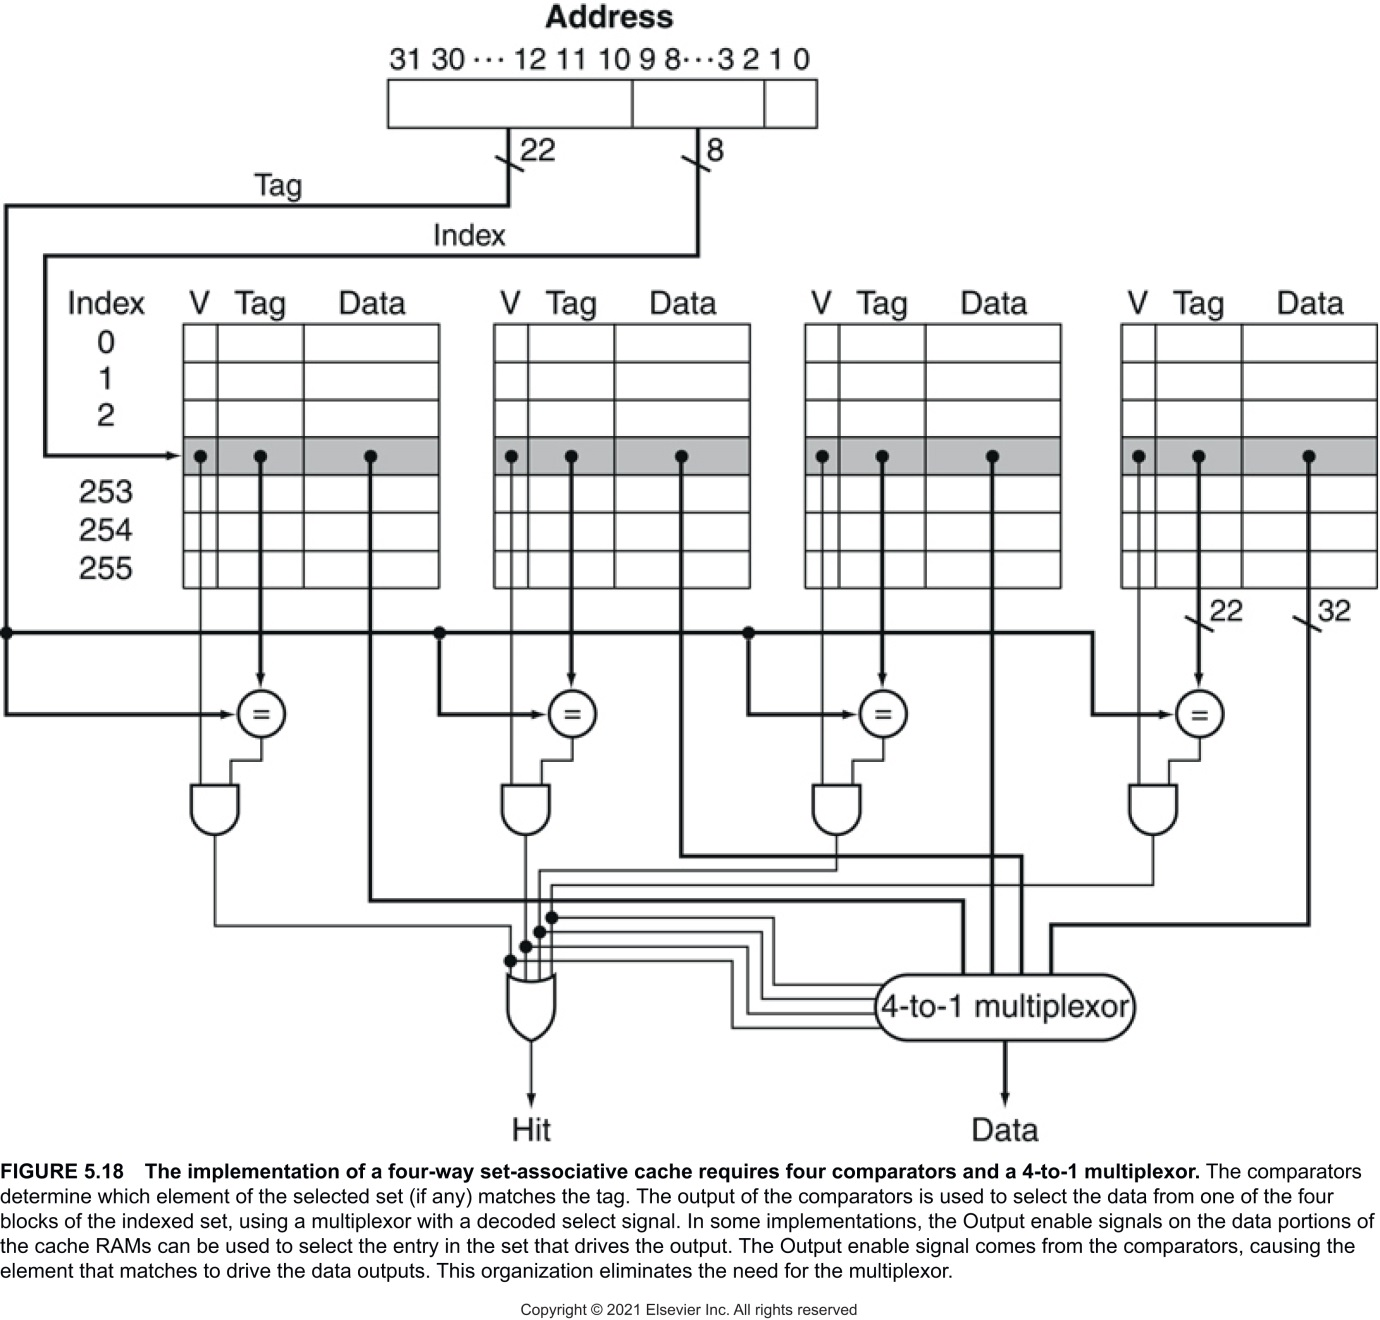 Address
31 30 ··· 12 11 10 9 8···3 2 1 0
22
8
Tag
Index
Index V Tag Data V Tag Data V Tag Data V Tag Data
0
1
2
253
254
255
22 32
= = = =
4-to-1 multiplexor
Hit Data
FIGURE 5.18 The implementation of a four-way set-associative cache requires four comparators and a 4-to-1 multiplexor. The comparators
determine which element of the selected set (if any) matches the tag. The output of the comparators is used to select the data from one of the four
blocks of the indexed set, using a multiplexor with a decoded select signal. In some implementations, the Output enable signals on the data portions of
the cache RAMs can be used to select the entry in the set that drives the output. The Output enable signal comes from the comparators, causing the
element that matches to drive the data outputs. This organization eliminates the need for the multiplexor.
Copyright © 2021 Elsevier Inc. All rights reserved